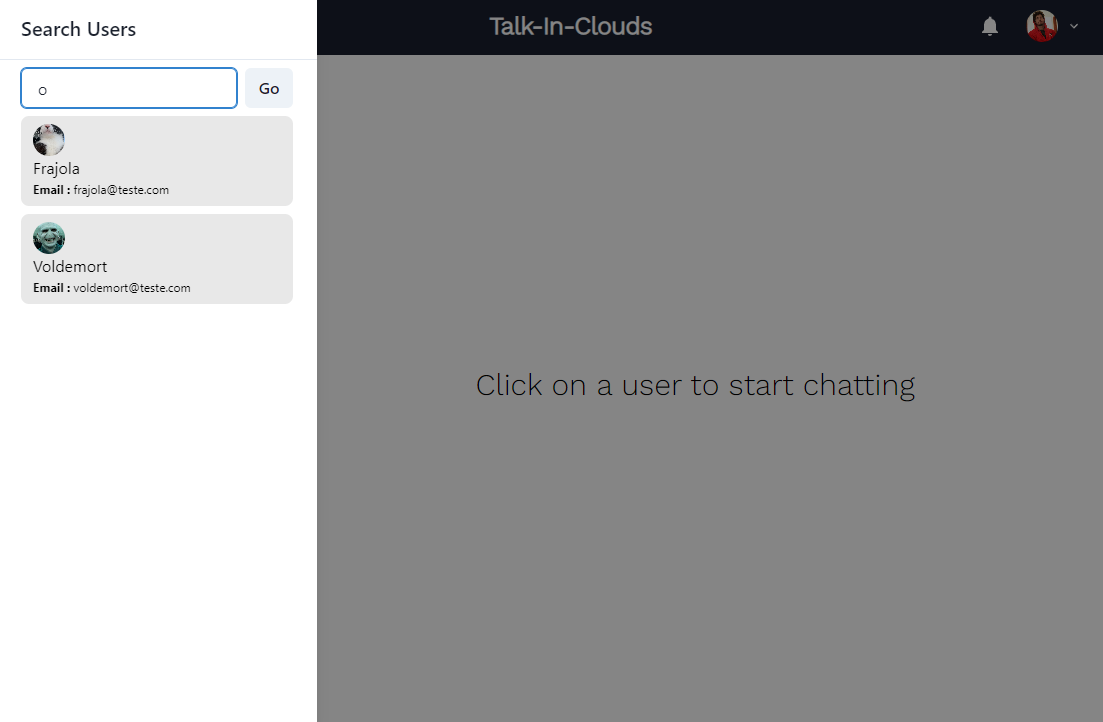 Search Users
Talk-In-Clouds
o
Go
Frajola
Email : frajola@teste.com
Voldemort
Email : voldemort@teste.com
Click on a user to start chatting